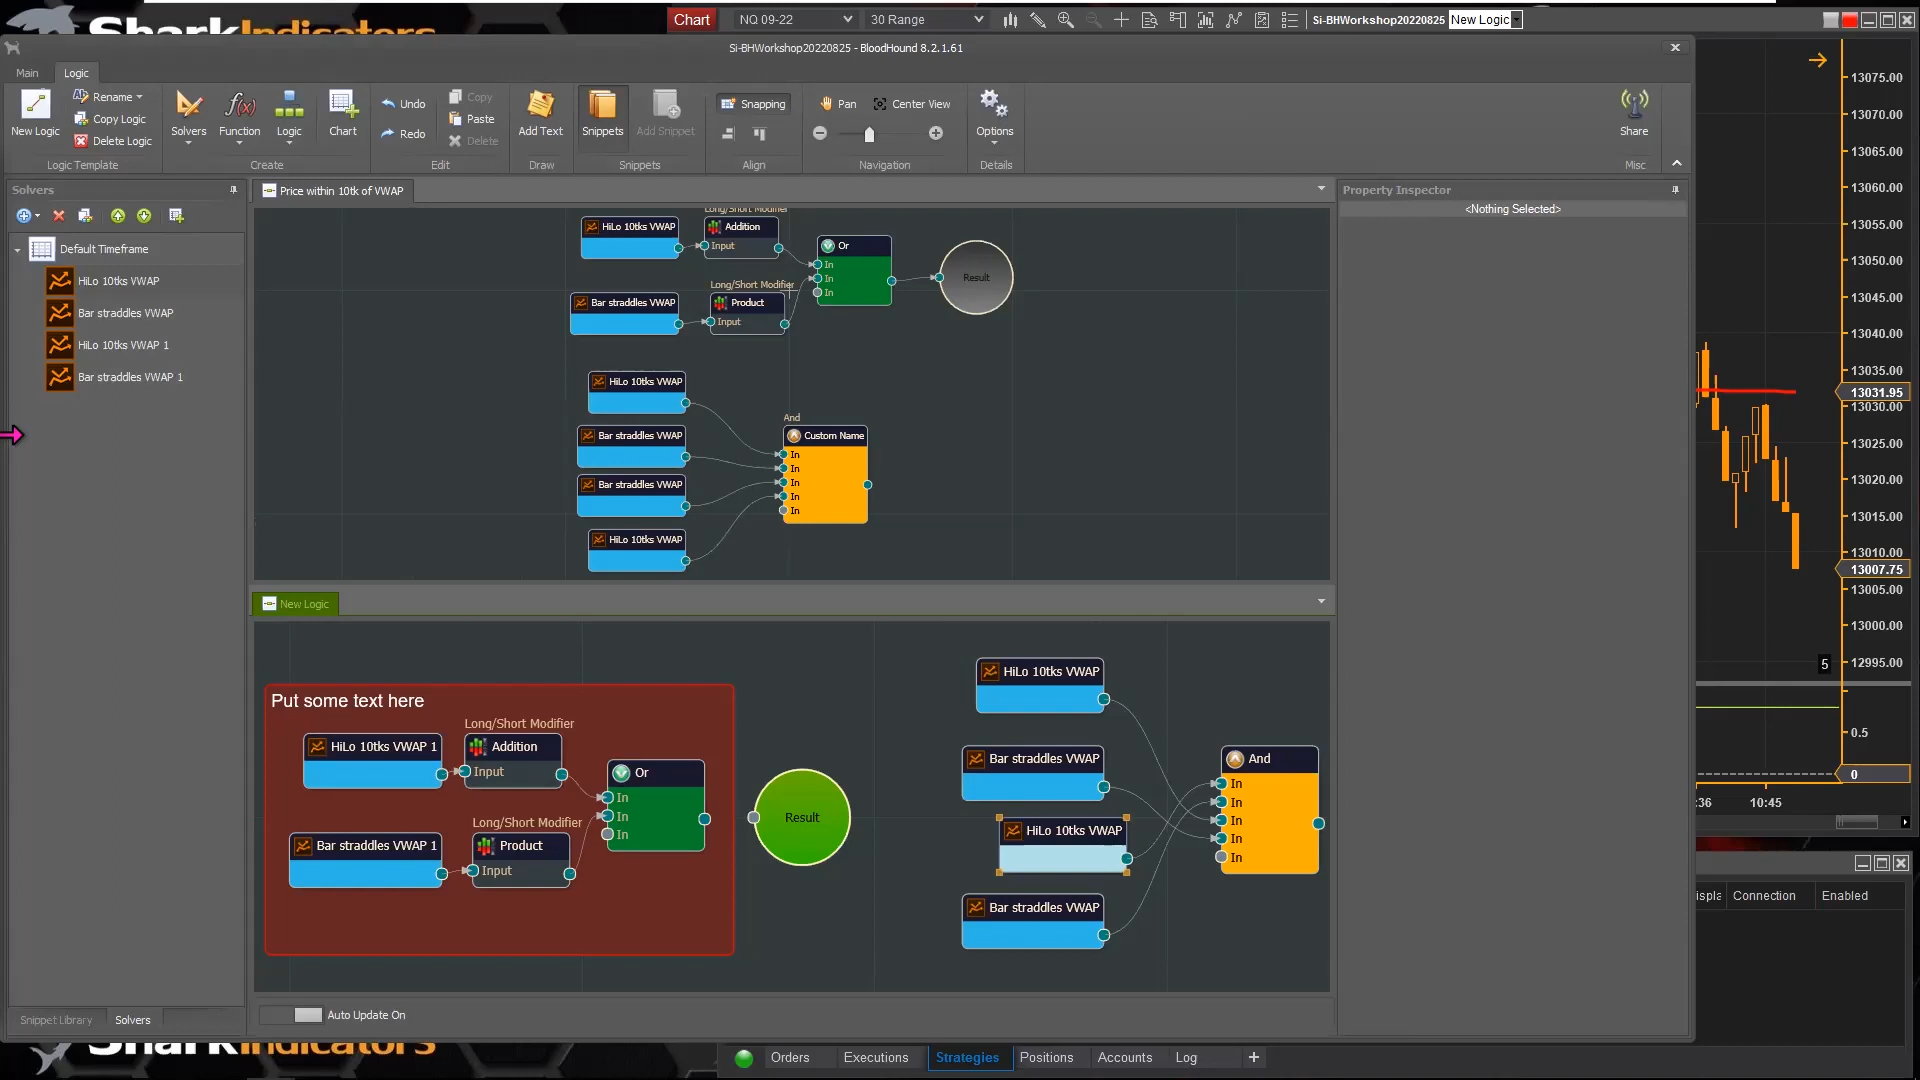 SharkIndicators
Chart
NQ 09-22
30 Range
Si-BHWorkshop20220825
New Logic
Si-BHWorkshop20220825 - BloodHound 8.2.1.61
Main
Logic
New Logic
Rename
Copy Logic
Delete Logic
Logic Template
Solvers
Function
Logic
Chart
Create
Undo
Redo
Copy
Paste
Delete
Edit
Add Text
Draw
Snippets
Add Snippet
Snippets
Snapping
Align
Pan
Center View
Navigation
Options
Details
Share
Misc
Solvers
Default Timeframe
HiLo 10tks VWAP
Bar straddles VWAP
HiLo 10tks VWAP 1
Bar straddles VWAP 1
Snippet Library
Solvers
Price within 10tk of VWAP
Long/Short Modifier
HiLo 10tks VWAP
Addition
Input
Or
In
In
In
Result
Long/Short Modifier
Bar straddles VWAP
Product
Input
HiLo 10tks VWAP
Bar straddles VWAP
Bar straddles VWAP
HiLo 10tks VWAP
And
Custom Name
In
In
In
In
In
New Logic
Put some text here
Long/Short Modifier
HiLo 10tks VWAP 1
Addition
Input
Or
In
In
In
Long/Short Modifier
Bar straddles VWAP 1
Product
Input
Result
HiLo 10tks VWAP
Bar straddles VWAP
HiLo 10tks VWAP
Bar straddles VWAP
And
In
In
In
In
In
Auto Update On
Property Inspector
<Nothing Selected>
13075.00
13070.00
13065.00
13060.00
13055.00
13050.00
13045.00
13040.00
13035.00
13031.95
13030.00
13025.00
13020.00
13015.00
13010.00
13007.75
13005.00
13000.00
12995.00
5
0.5
0
:36
10:45
ispla
Connection
Enabled
SharkIndicators
Orders
Executions
Strategies
Positions
Accounts
Log
+